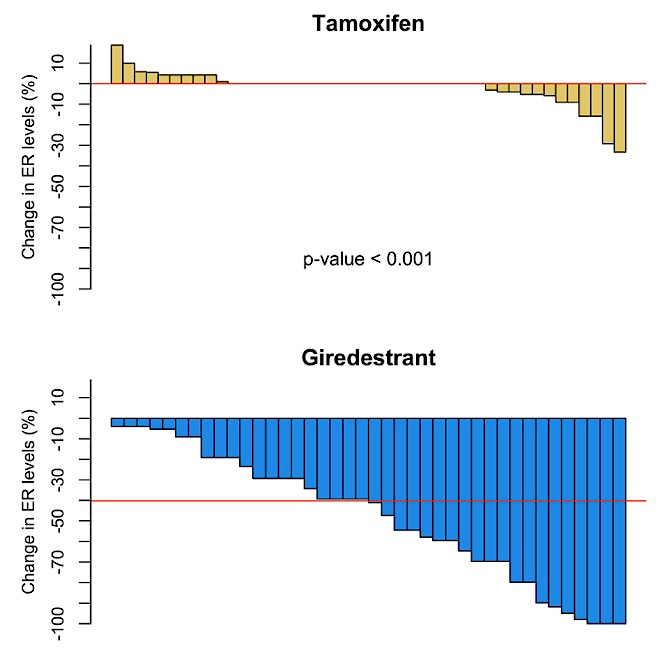 Tamoxifen
Change in ER levels (%)
10
-10
-30
-50
-70
-100
p-value < 0.001
Giredestrant
Change in ER levels (%)
10
-10
-30
-50
-70
-100